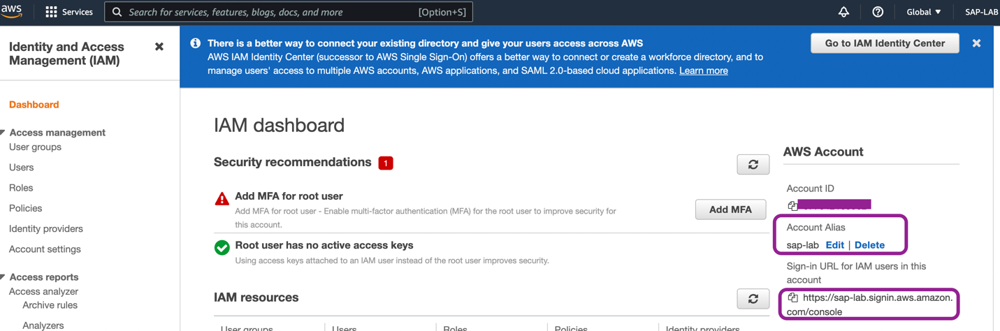 aws
Services
Search for services, features, blogs, docs, and more
[Option+S]
Global
SAP-LAB
Identity and Access
Management (IAM)
Dashboard
Access management
User groups
Users
Roles
Policies
Identity providers
Account settings
Access reports
Access analyzer
Archive rules
Analyzers
There is a better way to connect your existing directory and give your users access across AWS
AWS IAM Identity Center (successor to AWS Single Sign-On) offers a better way to connect or create a workforce directory, and to
manage users' access to multiple AWS accounts, AWS applications, and SAML 2.0-based cloud applications. Learn more
Go to IAM Identity Center
IAM dashboard
Security recommendations 1
Add MFA for root user
Add MFA for root user - Enable multi-factor authentication (MFA) for the root user to improve security for
this account.
Add MFA
Root user has no active access keys
Using access keys attached to an IAM user instead of the root user improves security.
IAM resources
User groups
Users
Roles
Policies
Identity providers
AWS Account
Account ID
Account Alias
sap-lab Edit | Delete
Sign-in URL for IAM users in this
account
https://sap-lab.signin.aws.amazon.
com/console